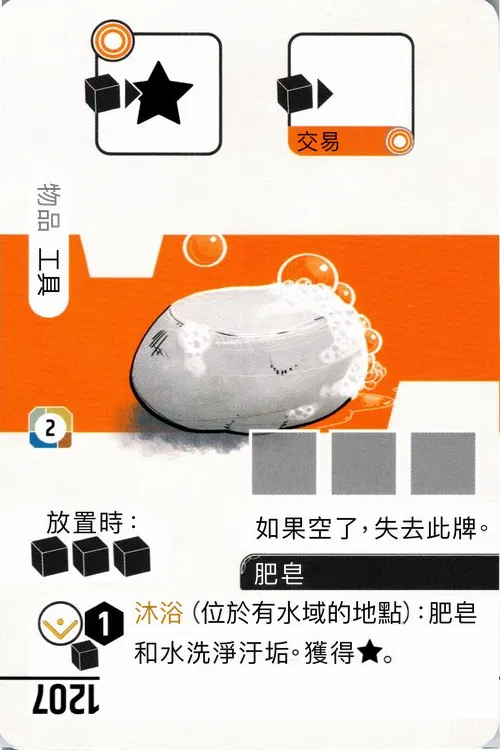 交易
物品 工具
2
放置時：
如果空了，失去此牌。
肥皂
1
沐浴（位於有水域的地點）：肥皂
和水洗淨汙垢。獲得★。
1207